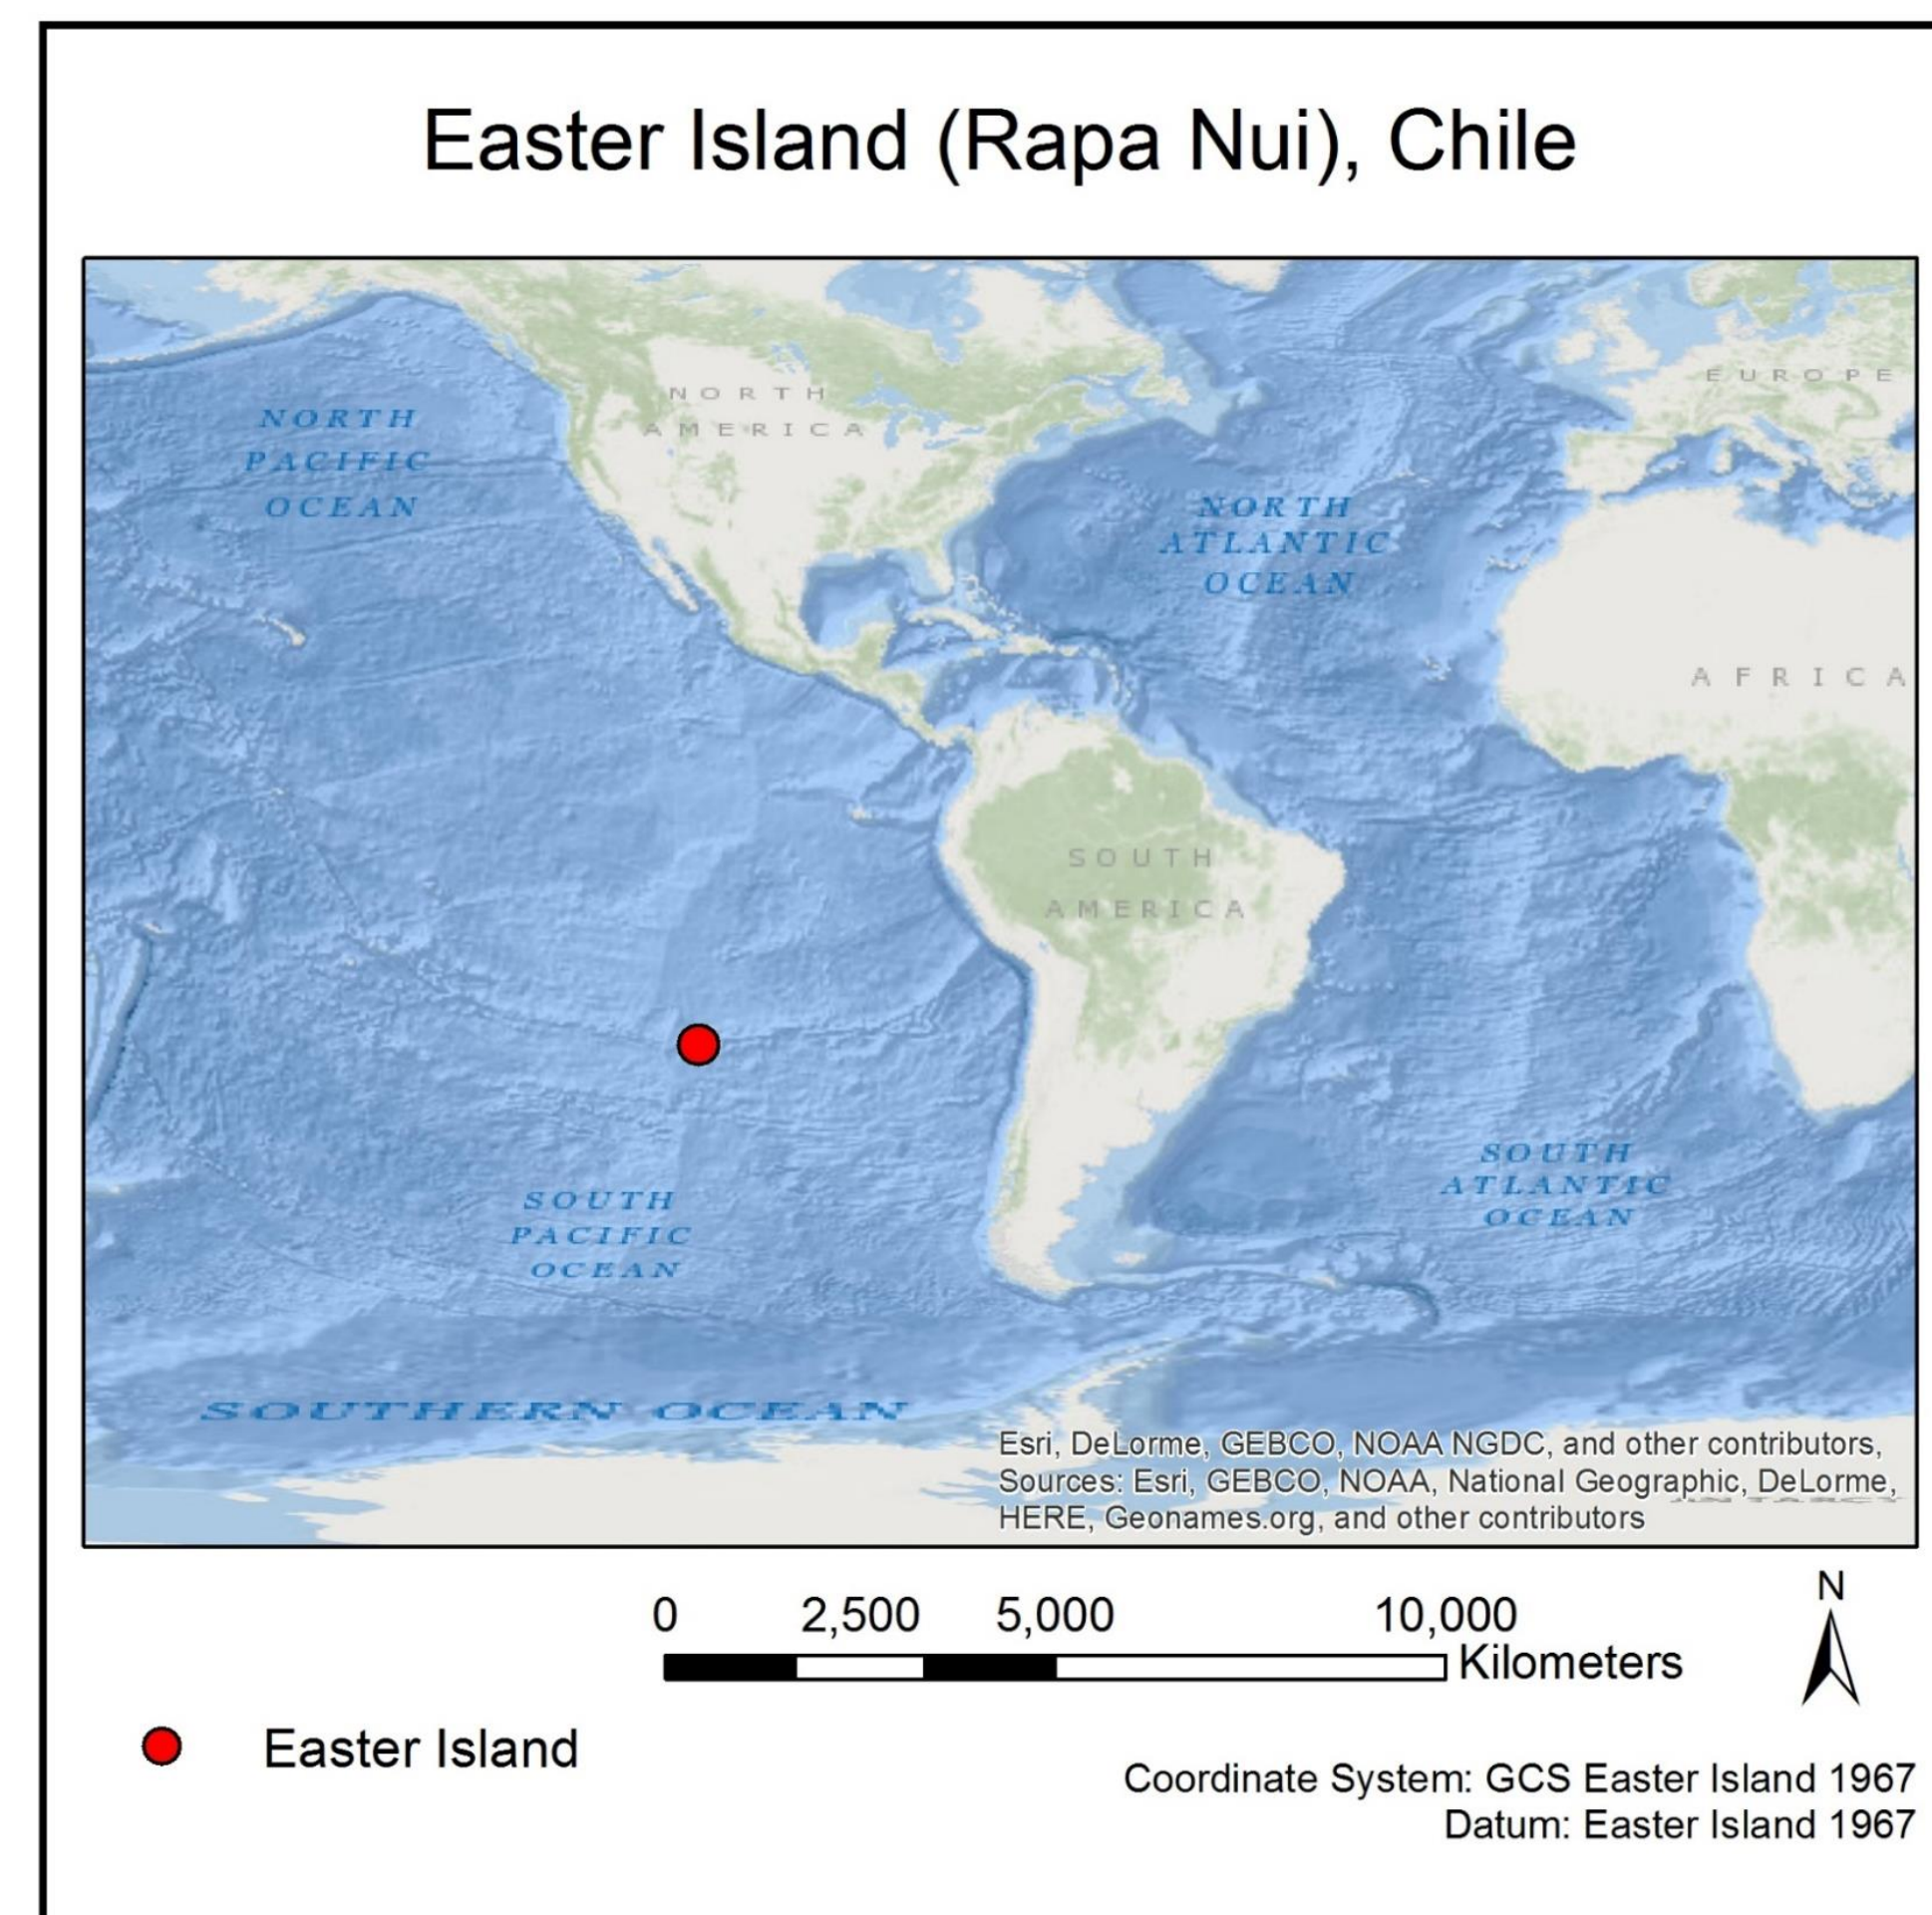 Easter Island (Rapa Nui), Chile
NORTH
AMERICA
EUROPE
NORTH
PACIFIC
OCEAN
NORTH
ATLANTIC
OCEAN
AFRICA
SOUTH
AMERICA
SOUTH
PACIFIC
OCEAN
SOUTH
ATLANTIC
OCEAN
SOUTHERN OCEAN
Esri, DeLorme, GEBCO, NOAA NGDC, and other contributors,
Sources: Esri, GEBCO, NOAA, National Geographic, DeLorme,
HERE, Geonames.org, and other contributors
0 2,500 5,000 10,000
Kilometers
N
Easter Island
Coordinate System: GCS Easter Island 1967
Datum: Easter Island 1967